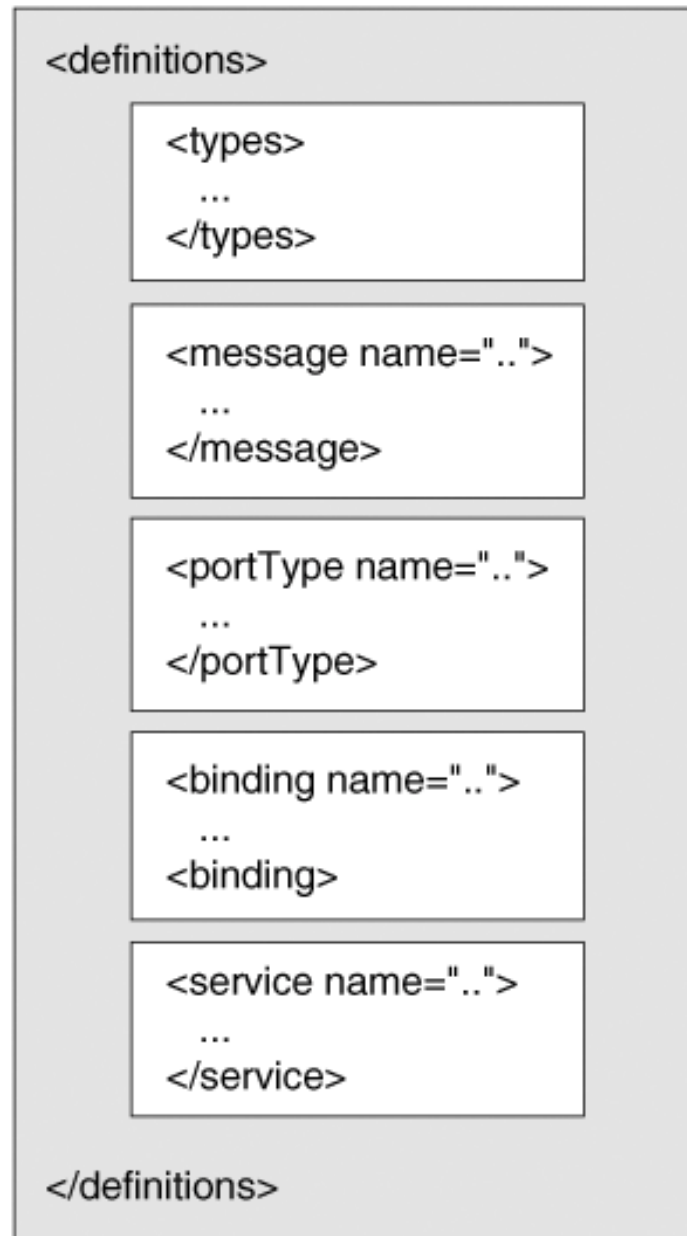 <definitions>
<types>
...
</types>
<message name="..">
...
</message>
<portType name="..">
...
</portType>
<binding name="..">
...
<binding>
<service name="..">
...
</service>
</definitions>